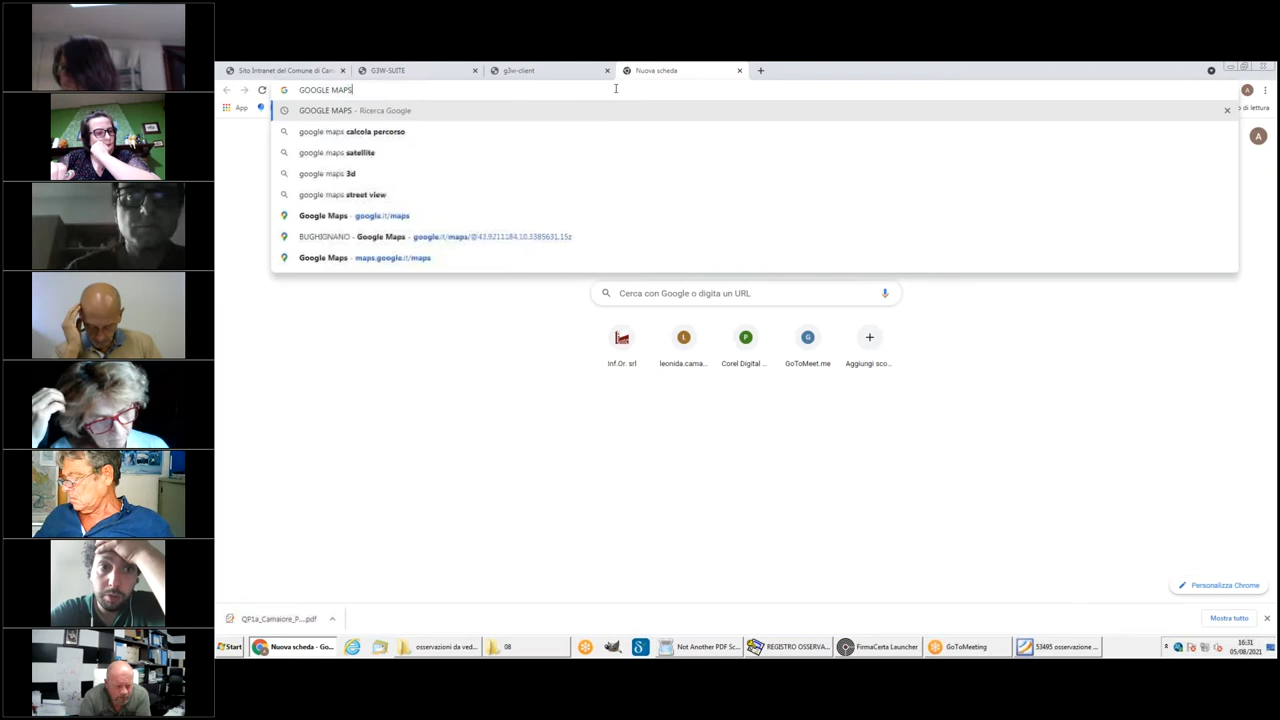 Sito Intranet del Comune di Cam
G3W-SUITE
g3w-client
Nuova scheda
GOOGLE MAPS
A
App
di lettura
GOOGLE MAPS - Ricerca Google
google maps calcola percorso
google maps satellite
google maps 3d
google maps street view
Google Maps - google.it/maps
BUGHIGNANO - Google Maps - google.it/maps/@43.9211184,10.3385631,15z
Google Maps - maps.google.it/maps
A
Cerca con Google o digita un URL
L
P
G
Inf.Or. srl
leonida.cama...
Corel Digital ...
GoToMeet.me
Aggiungi sco...
Personalizza Chrome
QP1a_Camaiore_P....pdf
Mostra tutto
Start
Nuova scheda - Go...
osservazioni da ved...
08
Not Another PDF Sc...
REGISTRO OSSERVA...
FirmaCerta Launcher
GoToMeeting
53495 osservazione ...
16:31
05/08/2021